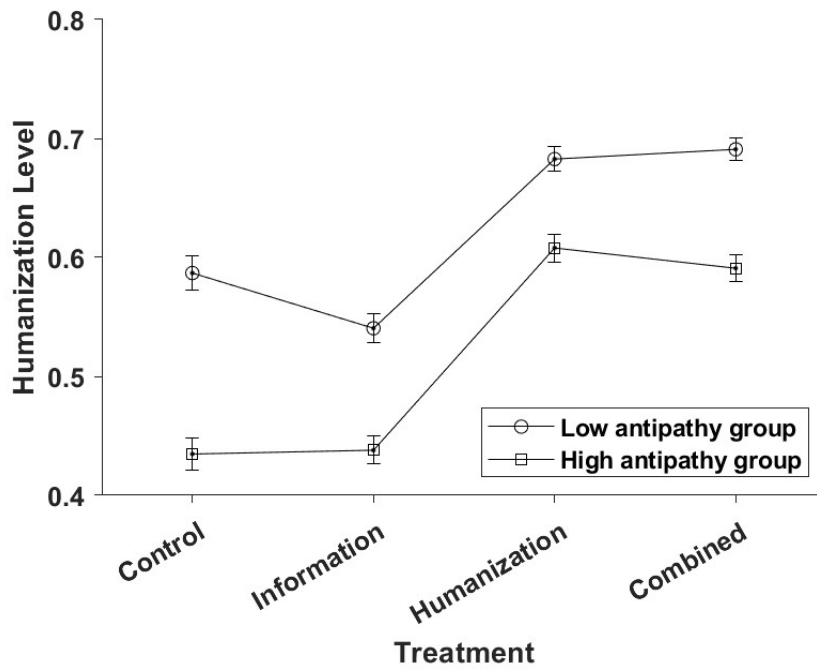 0.8
0.7
0.6
0.5
0.4
Humanization Level
Low antipathy group
High antipathy group
Control
Information
Humanization
Combined
Treatment